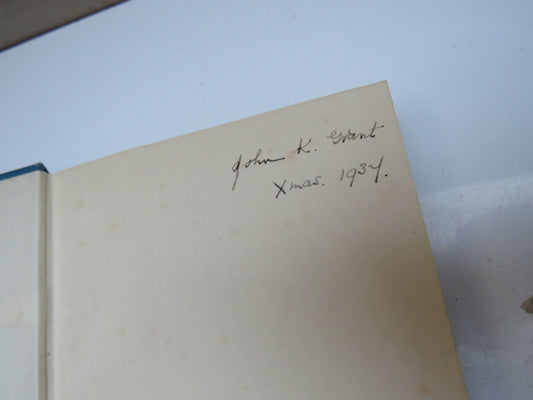 John K. Grant
Xmas. 1937.